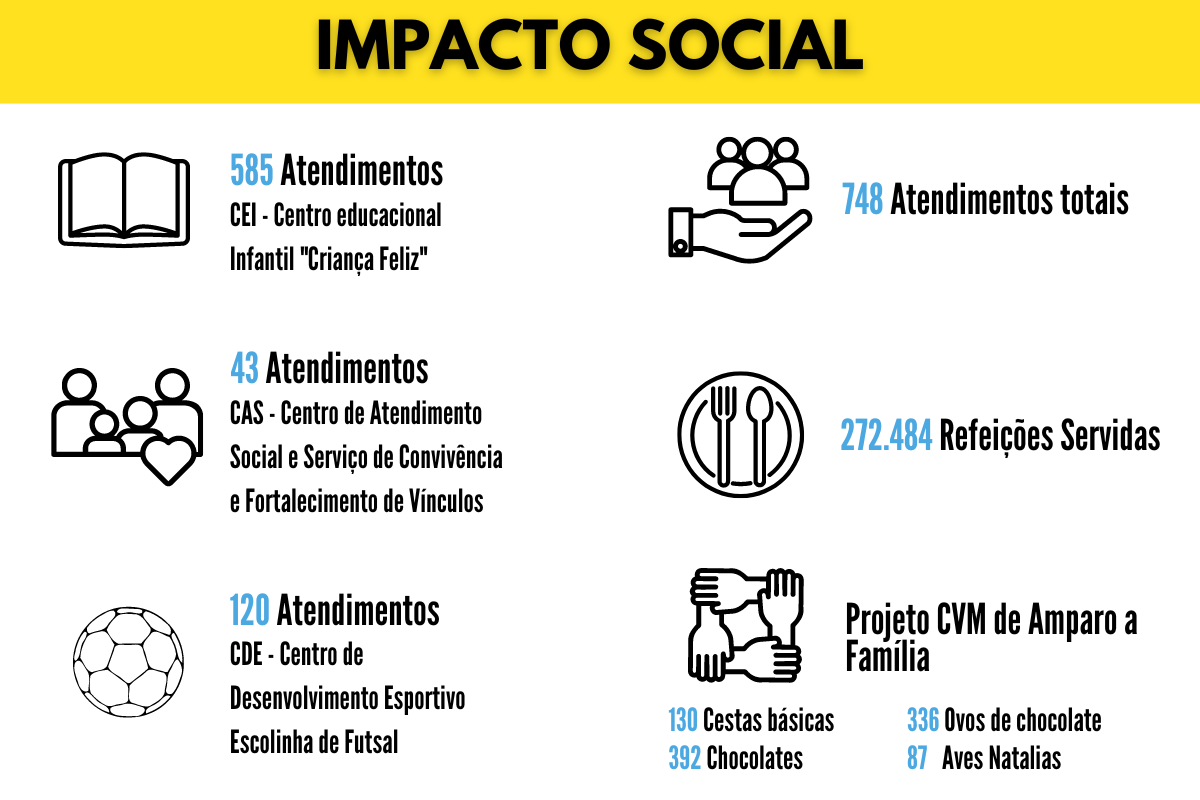 IMPACTO SOCIAL
585 Atendimentos
CEI - Centro educacional
Infantil "Criança Feliz"
43 Atendimentos
CAS - Centro de Atendimento
Social e Serviço de Convivência
e Fortalecimento de Vínculos
120 Atendimentos
CDE - Centro de
Desenvolvimento Esportivo
Escolinha de Futsal
748 Atendimentos totais
272.484 Refeições Servidas
Projeto CVM de Amparo a
Família
130 Cestas básicas
392 Chocolates
336 Ovos de chocolate
87 Aves Natalias